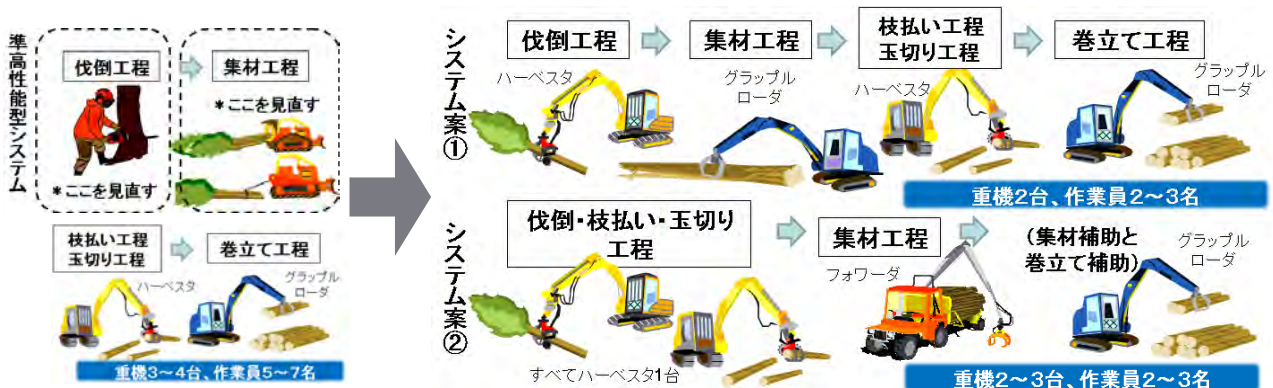 準高性能型システム
伐倒工程
集材工程
*ここを見直す
*ここを見直す
枝払い工程
玉切り工程
巻立て工程
ハーベスタ
グラップル
ローダ
重機3~4台、作業員5~7名
システム案①
伐倒工程
集材工程
枝払い工程
玉切り工程
巻立て工程
ハーベスタ
グラップル
ローダ
ハーベスタ
グラップル
ローダ
重機2台、作業員2~3名
システム案②
伐倒・枝払い・玉切り
工程
集材工程
(集材補助と
巻立て補助)
フォワーダ
グラップル
ローダ
すべてハーベスタ1台
重機2~3台、作業員2~3名